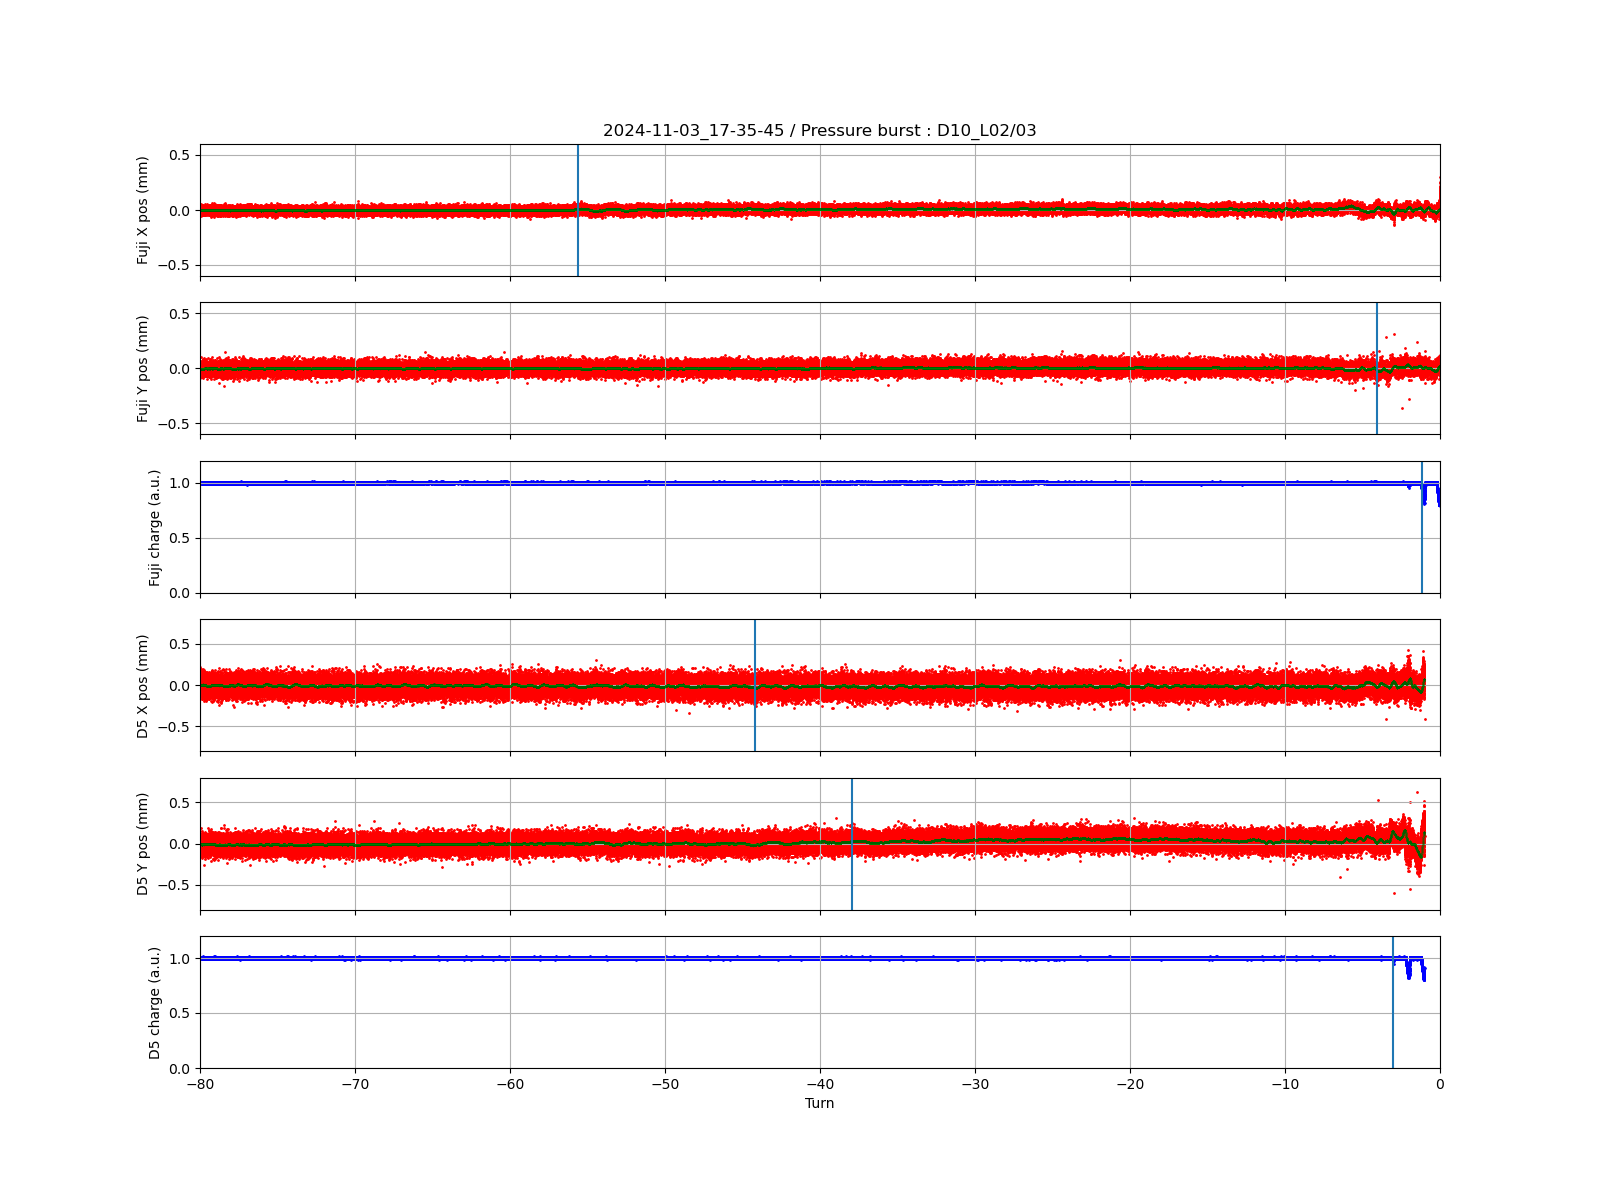 2024-11-03_17-35-45 / Pressure burst : D10_L02/03
0.5
0.0
−0.5
Fuji X pos (mm)
0.5
0.0
−0.5
Fuji Y pos (mm)
1.0
0.5
0.0
Fuji charge (a.u.)
0.5
0.0
−0.5
D5 X pos (mm)
0.5
0.0
−0.5
D5 Y pos (mm)
1.0
0.5
0.0
D5 charge (a.u.)
−80 −70 −60 −50 −40 −30 −20 −10 0
Turn